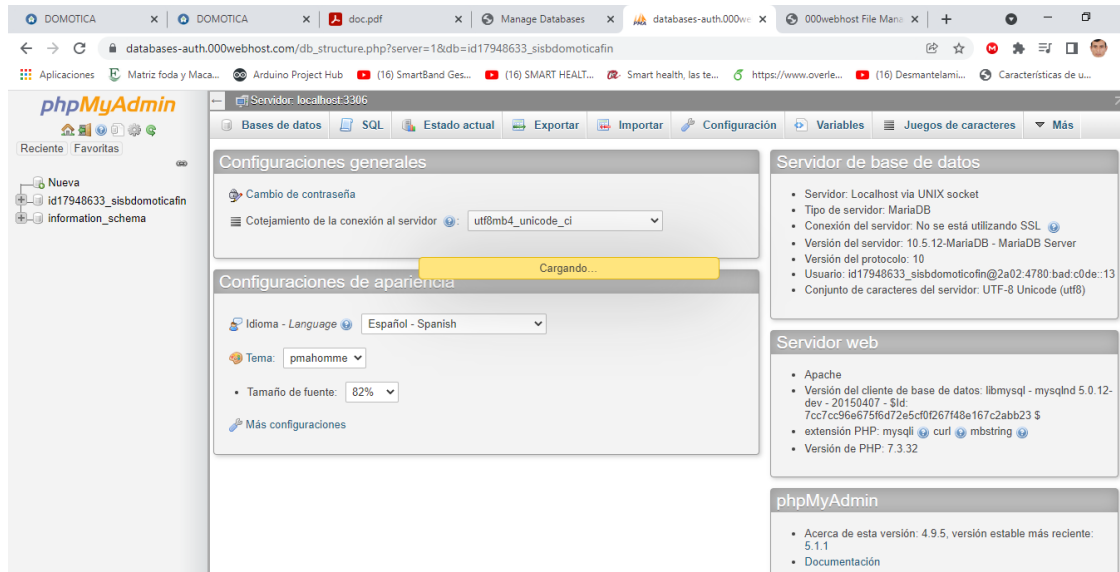 DOMOTICA
DOMOTICA
doc.pdf
Manage Databases
databases-auth.000we
000webhost File Mana
databases-auth.000webhost.com/db_structure.php?server=1&db=id17948633_sisbdomoticafin
Aplicaciones
Matriz foda y Maca...
Arduino Project Hub
(16) SmartBand Ges...
(16) SMART HEALT...
Smart health, las te...
https://www.overle...
(16) Desmantelami...
Características de u...
phpMyAdmin
Reciente Favoritas
Nueva
id17948633_sisbdomoticafin
information_schema
Servidor: localhost:3306
Bases de datos
SQL
Estado actual
Exportar
Importar
Configuración
Variables
Juegos de caracteres
Más
Configuraciones generales
Cambio de contraseña
Cotejamiento de la conexión al servidor : utf8mb4_unicode_ci
Cargando...
Configuraciones de apariencia
Idioma - Language Español - Spanish
Tema: pmahomme
Tamaño de fuente: 82%
Más configuraciones
Servidor de base de datos
Servidor: Localhost via UNIX socket
Tipo de servidor: MariaDB
Conexión del servidor: No se está utilizando SSL
Versión del servidor: 10.5.12-MariaDB - MariaDB Server
Versión del protocolo: 10
Usuario: id17948633_sisbdomoticofin@2a02:4780:bad:c0de::13
Conjunto de caracteres del servidor: UTF-8 Unicode (utf8)
Servidor web
Apache
Versión del cliente de base de datos: libmysql - mysqlnd 5.0.12-
dev - 20150407 - $Id:
7cc7cc96e675f6d72e5cf0f267f48e167c2abb23 $
extensión PHP: mysqli curl mbstring
Versión de PHP: 7.3.32
phpMyAdmin
Acerca de esta versión: 4.9.5, versión estable más reciente:
5.1.1
Documentación